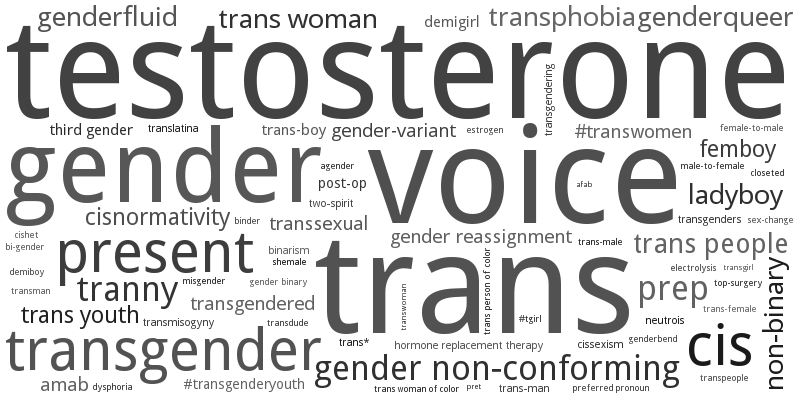 genderfluid
trans woman
demigirl
transphobia
genderqueer
testosterone
transgendering
third gender
translatina
trans-boy
gender-variant
estrogen
#transwomen
female-to-male
gender
voice
femboy
agender
male-to-female
closeted
post-op
afab
ladyboy
two-spirit
cisnormativity
binder
transsexual
transgenders
sex-change
cishet
bi-gender
present
binarism
shemale
gender reassignment
trans-male
trans people
trans
demiboy
misgender
gender binary
electrolysis
transgirl
transman
tranny
transgendered
transwoman
trans person of color
prep
top-surgery
non-binary
trans youth
transmisogyny
transdude
#tgirl
neutrois
trans-female
transgender
trans*
hormone replacement therapy
cissexism
genderbend
cis
gender non-conforming
amab
dysphoria
#transgenderyouth
trans woman of color
pret
trans-man
preferred pronoun
transpeople